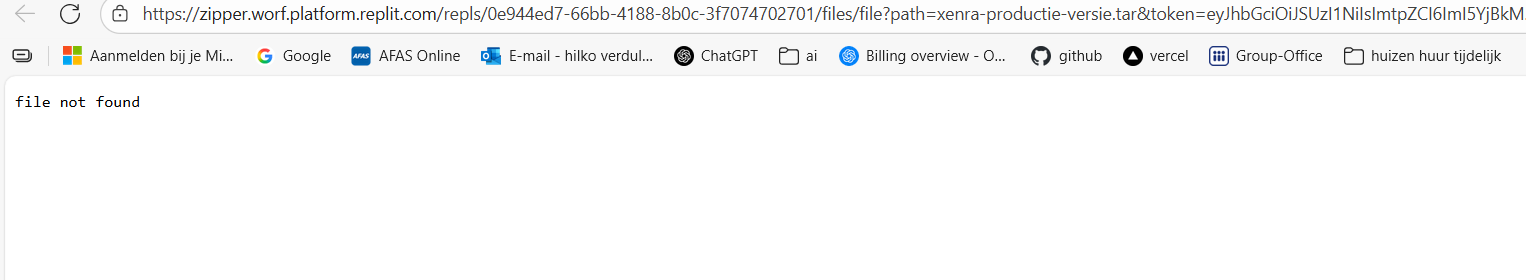 https://zipper.worf.platform.replit.com/repls/0e944ed7-66bb-4188-8b0c-3f7074702701/files/file?path=xenra-productie-versie.tar&token=eyJhbGciOiJSUzI1NiIsImtpZCI6ImI5YjBkM
Aanmelden bij je Mi... Google AFAS AFAS Online E-mail - hilko verdul... ChatGPT ai Billing overview - O... github vercel Group-Office huizen huur tijdelijk
file not found